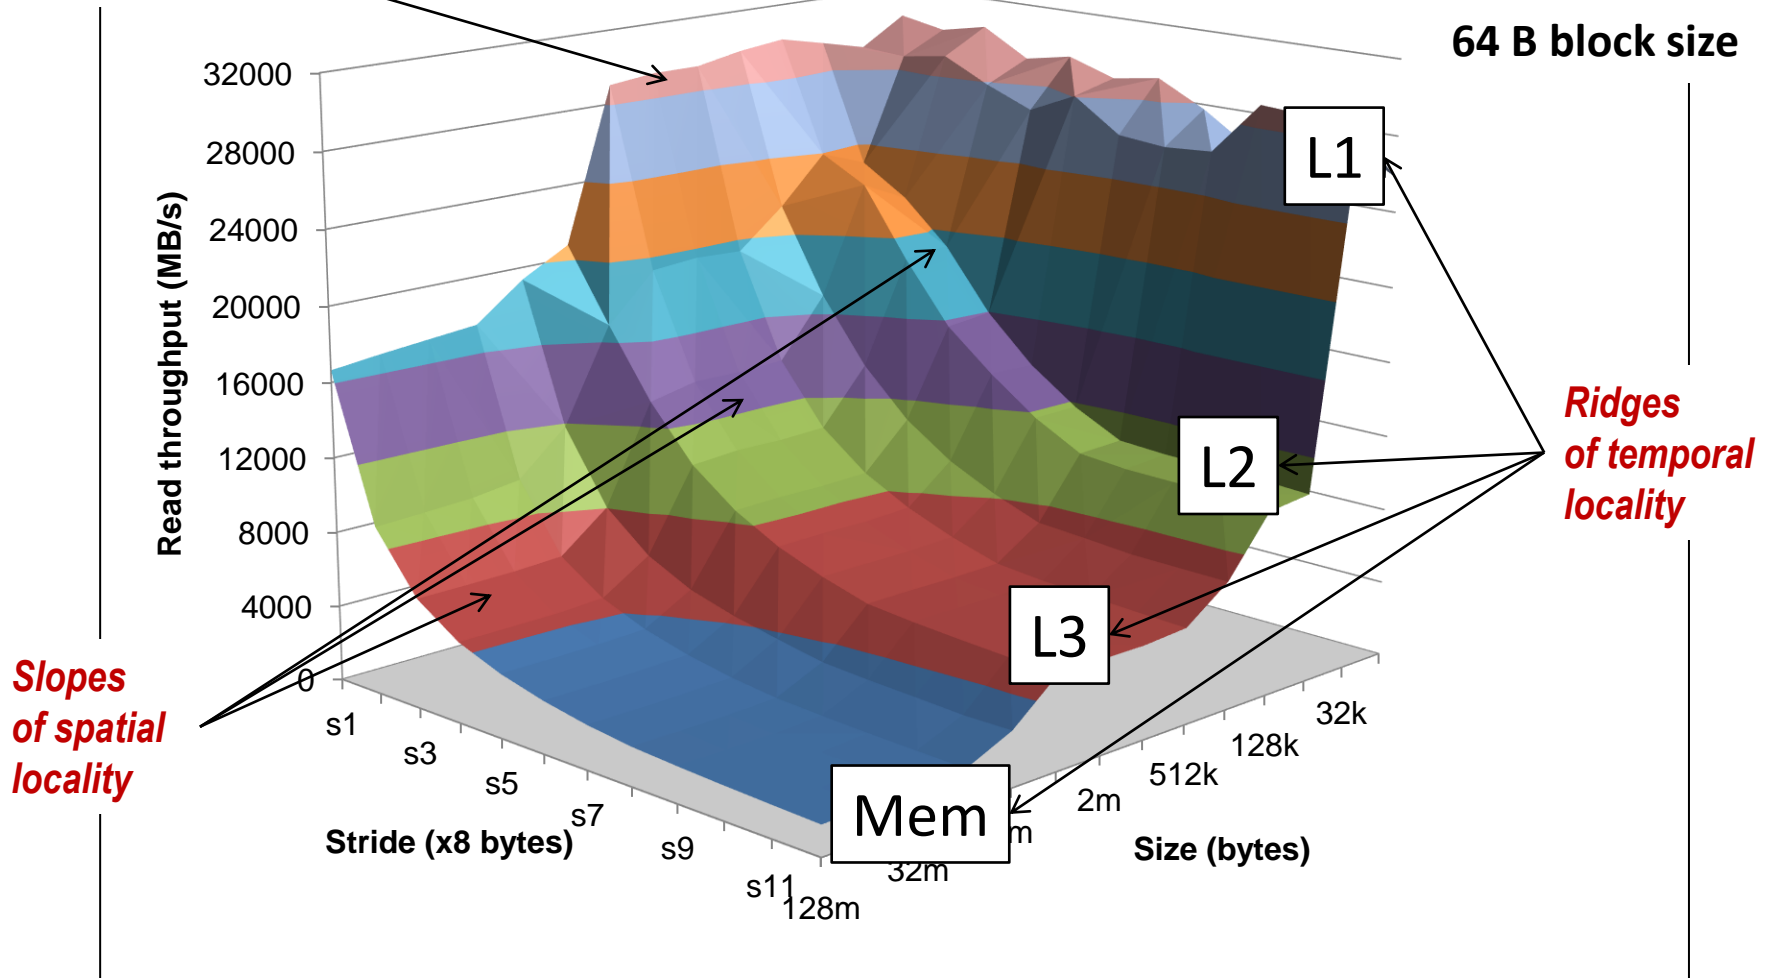 64 B block size
32000
28000
24000
20000
16000
12000
8000
4000
0
Read throughput (MB/s)
L1
L2
L3
Mem
Ridges
of temporal
locality
Slopes
of spatial
locality
s1
s3
s5
s7
s9
s11
Stride (x8 bytes)
32k
128k
512k
2m
m
32m
128m
Size (bytes)